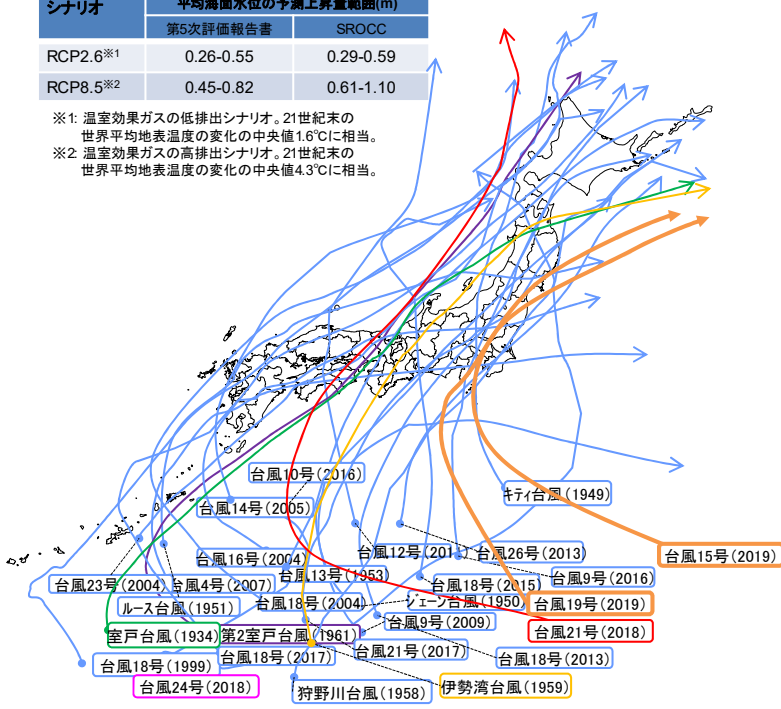 シナリオ
平均海面水位の予測上昇量範囲(m)
第5次評価報告書 SROCC
RCP2.6※1 0.26-0.55 0.29-0.59
RCP8.5※2 0.45-0.82 0.61-1.10
※1: 温室効果ガスの低排出シナリオ。21世紀末の
世界平均地表温度の変化の中央値1.6℃に相当。
※2: 温室効果ガスの高排出シナリオ。21世紀末の
世界平均地表温度の変化の中央値4.3℃に相当。
台風10号(2016)
キティ台風(1949)
台風14号(2005)
台風12号(201
台風26号(2013)
台風15号(2019)
台風16号(2004)
台風13号(1953)
台風9号(2016)
台風23号(2004)
台風4号(2007)
台風18号(2015)
ルース台風(1951)
台風18号(2004)
ジェーン台風(1950)
台風19号(2019)
台風9号(2009)
台風21号(2018)
室戸台風(1934)
第2室戸台風(1961)
台風21号(2017)
台風18号(2017)
台風18号(2013)
台風18号(1999)
台風24号(2018)
狩野川台風(1958)
伊勢湾台風(1959)